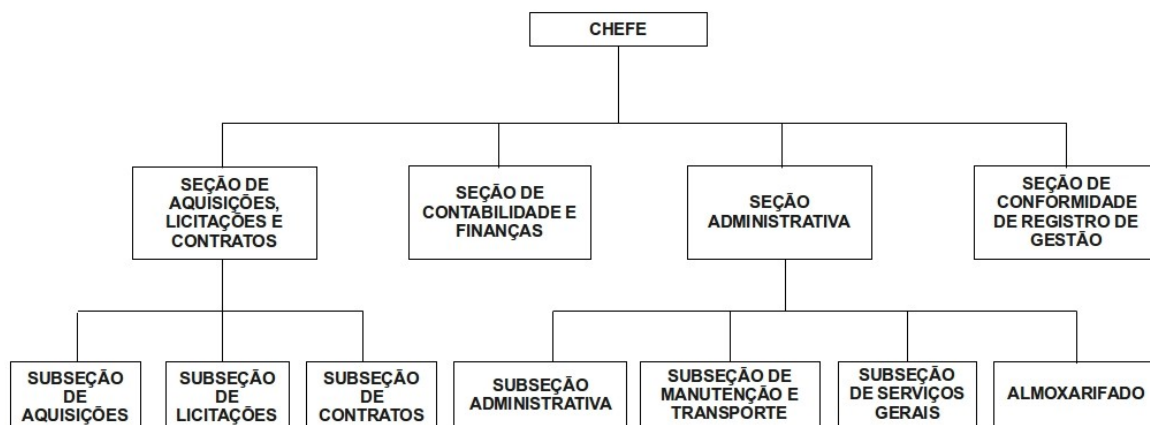 CHEFE
SEÇÃO DE
AQUISIÇÕES,
LICITAÇÕES E
CONTRATOS
SEÇÃO DE
CONTABILIDADE E
FINANÇAS
SEÇÃO
ADMINISTRATIVA
SEÇÃO DE
CONFORMIDADE
DE REGISTRO DE
GESTÃO
SUBSEÇÃO
DE
AQUISIÇÕES
SUBSEÇÃO
DE
LICITAÇÕES
SUBSEÇÃO
DE
CONTRATOS
SUBSEÇÃO
ADMINISTRATIVA
SUBSEÇÃO DE
MANUTENÇÃO E
TRANSPORTE
SUBSEÇÃO
DE SERVIÇOS
GERAIS
ALMOXARIFADO